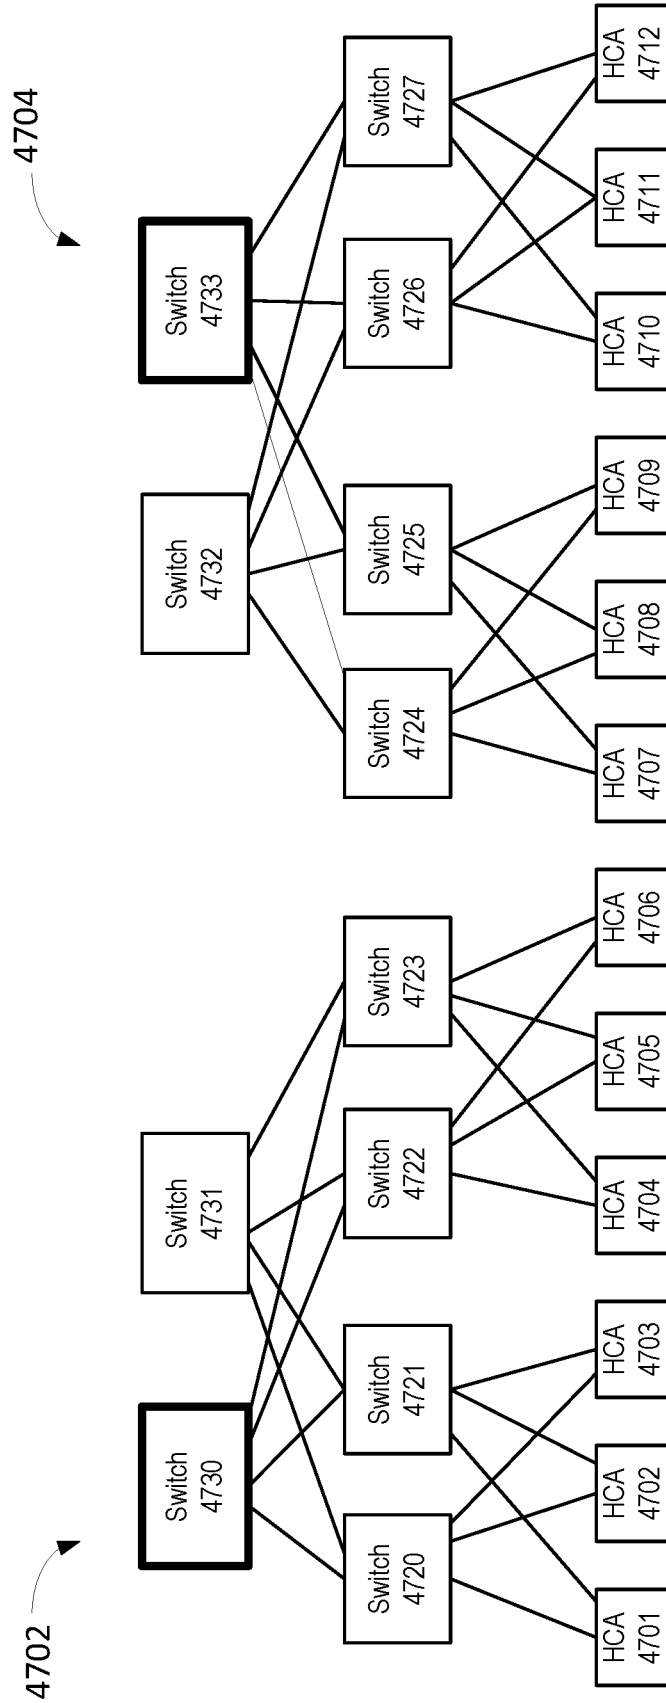 4702
4704
Switch
4730
Switch
4731
Switch
4732
Switch
4733
Switch
4720
Switch
4721
Switch
4722
Switch
4723
Switch
4724
Switch
4725
Switch
4726
Switch
4727
HCA
4701
HCA
4702
HCA
4703
HCA
4704
HCA
4705
HCA
4706
HCA
4707
HCA
4708
HCA
4709
HCA
4710
HCA
4711
HCA
4712